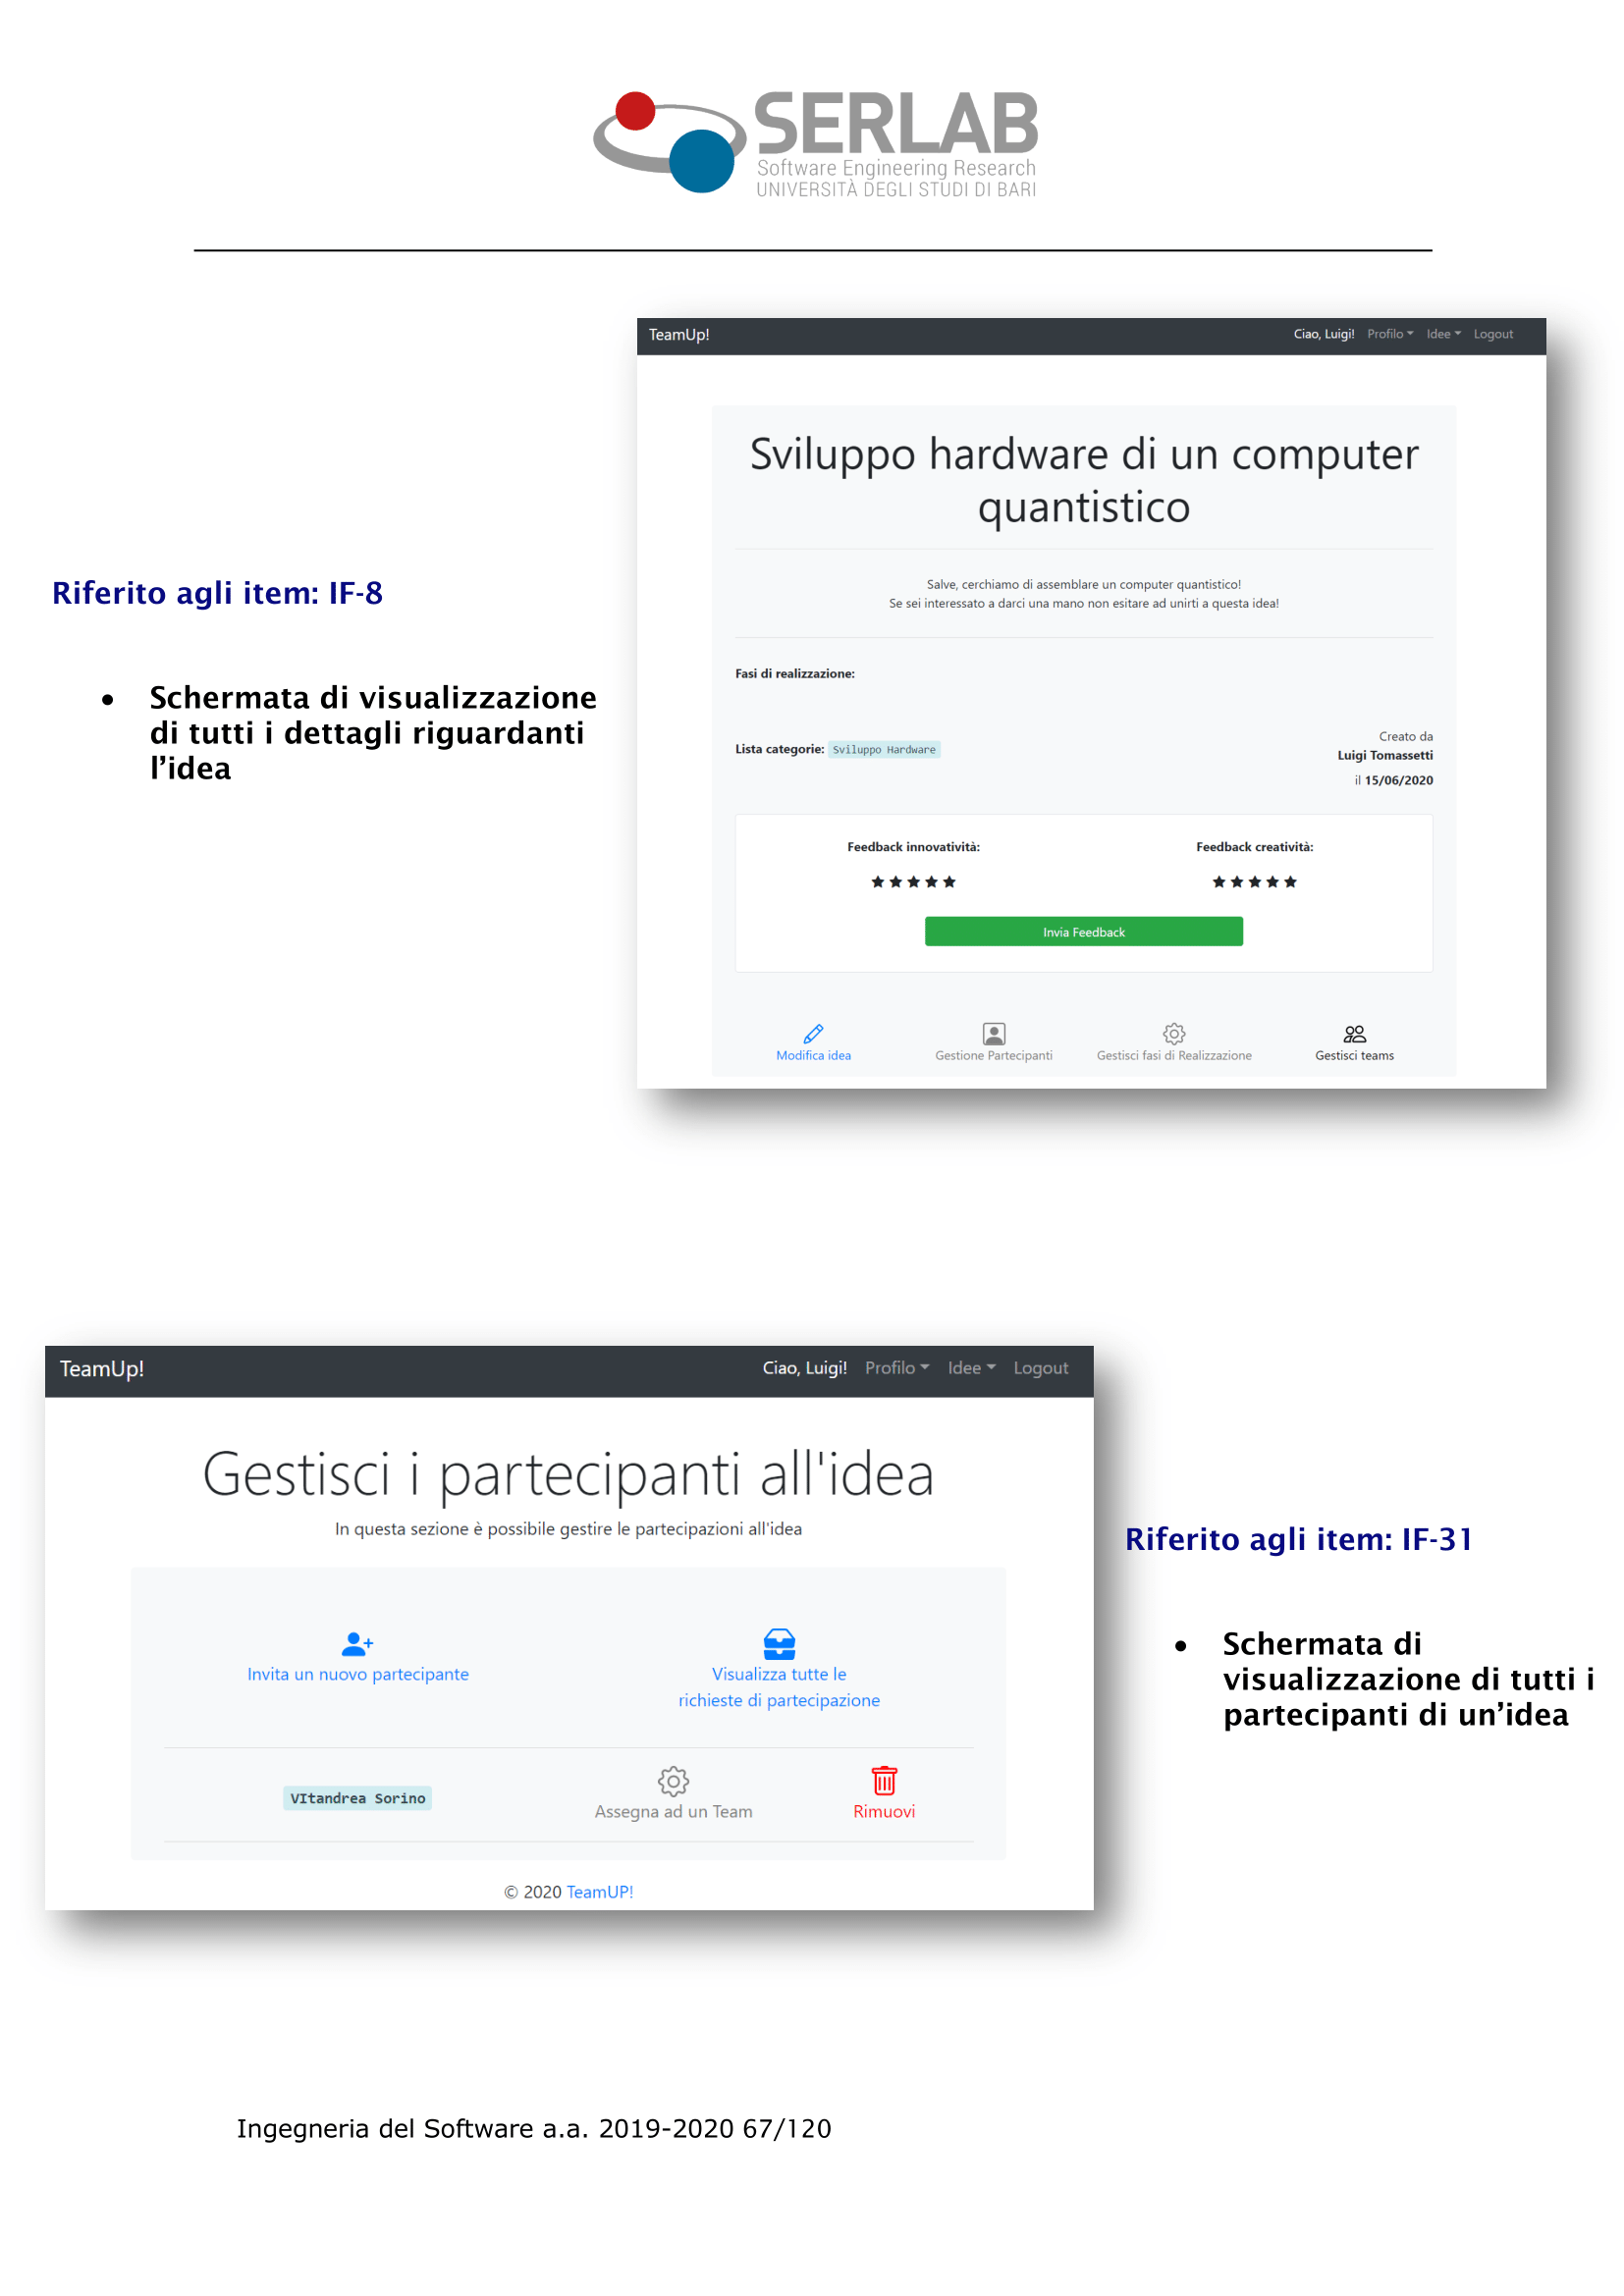 SERLAB
Software Engineering Research
UNIVERSITÀ DEGLI STUDI DI BARI
TeamUp! Ciao, Luigi! Profilo Idee Logout
Sviluppo hardware di un computer
quantistico
Salve, cerchiamo di assemblare un computer quantistico!
Se sei interessato a darci una mano non esitare ad unirti a questa idea!
Fasi di realizzazione:
Lista categorie: Sviluppo Hardware
Creato da
Luigi Tomassetti
il 15/06/2020
Feedback innovatività: Feedback creatività:
Invia Feedback
Modifica idea Gestione Partecipanti Gestisci fasi di Realizzazione Gestisci teams
Riferito agli item: IF-8
• Schermata di visualizzazione
di tutti i dettagli riguardanti
l’idea
TeamUp! Ciao, Luigi! Profilo Idee Logout
Gestisci i partecipanti all'idea
In questa sezione è possibile gestire le partecipazioni all'idea
Invita un nuovo partecipante
Visualizza tutte le
richieste di partecipazione
VItandrea Sorino Assegna ad un Team Rimuovi
© 2020 TeamUP!
Riferito agli item: IF-31
• Schermata di
visualizzazione di tutti i
partecipanti di un’idea
Ingegneria del Software a.a. 2019-2020 67/120